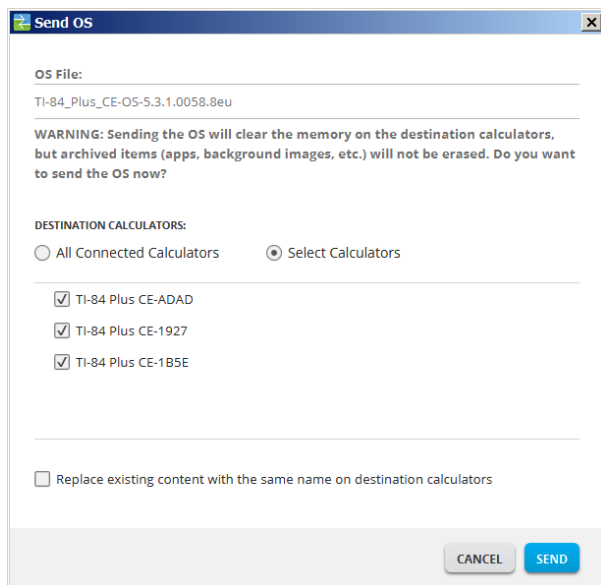 Send OS
OS File:
TI-84_Plus_CE-OS-5.3.1.0058.8eu
WARNING: Sending the OS will clear the memory on the destination calculators,
but archived items (apps, background images, etc.) will not be erased. Do you want
to send the OS now?
DESTINATION CALCULATORS:
All Connected Calculators Select Calculators
TI-84 Plus CE-ADAD
TI-84 Plus CE-1927
TI-84 Plus CE-1B5E
Replace existing content with the same name on destination calculators
CANCEL SEND